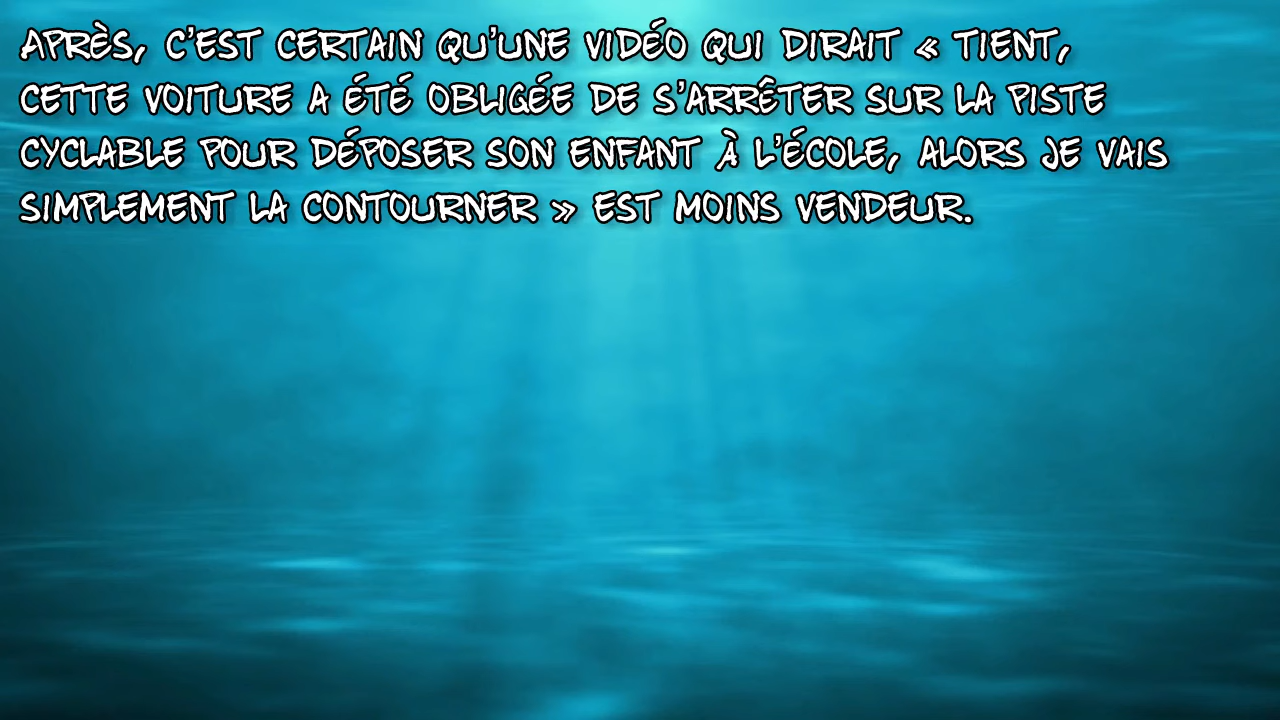 APRÈS, C'EST CERTAIN QU'UNE VIDÉO QUI DIRAIT « TIENT,
CETTE VOITURE A ÉTÉ OBLIGÉE DE S'ARRÊTER SUR LA PISTE
CYCLABLE POUR DÉPOSER SON ENFANT À L'ÉCOLE, ALORS JE VAIS
SIMPLEMENT LA CONTOURNER » EST MOINS VENDEUR.